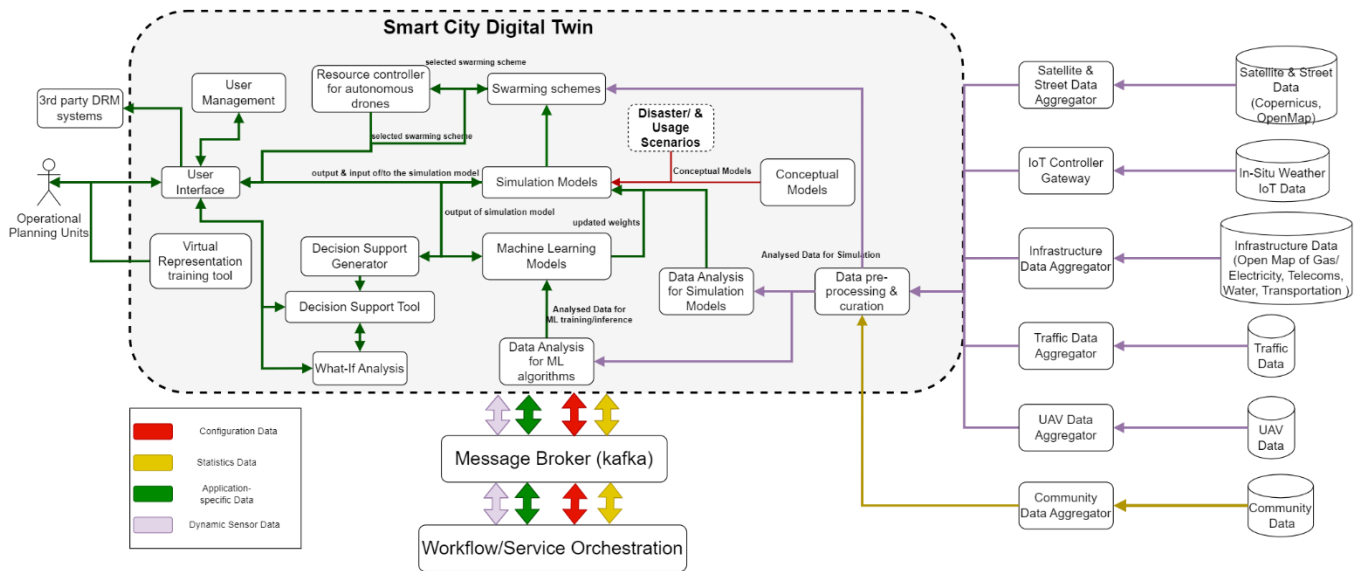 Smart City Digital Twin
3rd party DRM
systems
User
Management
Resource controller
for autonomous
drones
selected swarming scheme
Swarming schemes
selected swarming scheme
Disaster/ &
Usage
Scenarios
Operational
Planning Units
User
Interface
output & input of/to the simulation model
Simulation Models
Conceptual Models
Conceptual
Models
output of simulation model
updated weights
Virtual
Representation
training tool
Decision Support
Generator
Machine Learning
Models
Analysed Data for Simulation
Data Analysis
for Simulation
Models
Data pre-
processing &
curation
Decision Support Tool
Analysed Data for
ML training/inference
What-If Analysis
Data Analysis
for ML
algorithms
Satellite &
Street Data
Aggregator
Satellite &
Street Data
(Copernicus,
OpenMap)
IoT Controller
Gateway
In-Situ Weather
IoT Data
Infrastructure
Data Aggregator
Infrastructure Data
(Open Map of Gas/
Electricity, Telecoms,
Water, Transportation )
Traffic Data
Aggregator
Traffic
Data
UAV Data
Aggregator
UAV
Data
Community
Data Aggregator
Community
Data
Configuration Data
Statistics Data
Application-
specific Data
Dynamic Sensor Data
Message Broker (kafka)
Workflow/Service Orchestration